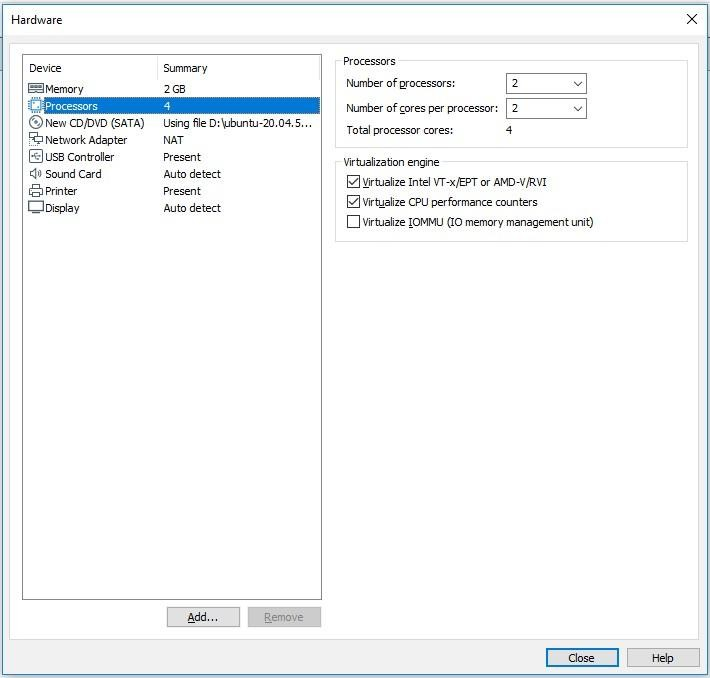 Hardware
Device Summary
Memory 2 GB
Processors 4
New CD/DVD (SATA) Using file D:\ubuntu-20.04.5...
Network Adapter NAT
USB Controller Present
Sound Card Auto detect
Printer Present
Display Auto detect
Add... Remove
Processors
Number of processors: 2
Number of cores per processor: 2
Total processor cores: 4
Virtualization engine
Virtualize Intel VT-x/EPT or AMD-V/RVI
Virtualize CPU performance counters
Virtualize IOMMU (IO memory management unit)
Close Help